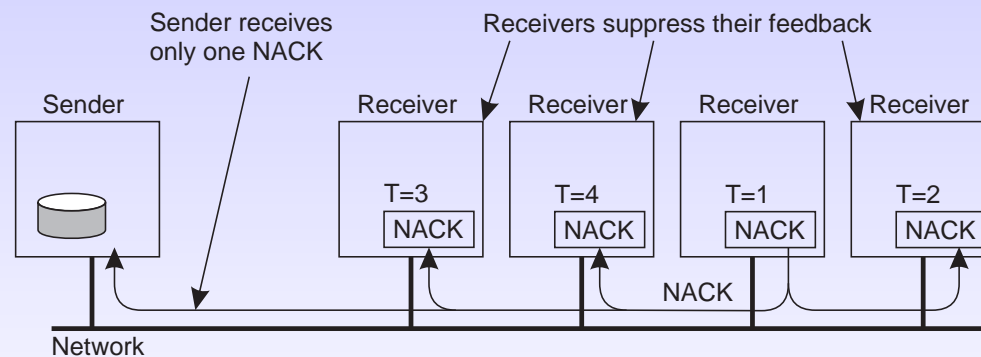 Sender receives
only one NACK
Receivers suppress their feedback
Sender
Receiver
Receiver
Receiver
Receiver
T=3
T=4
T=1
T=2
NACK
NACK
NACK
NACK
NACK
Network